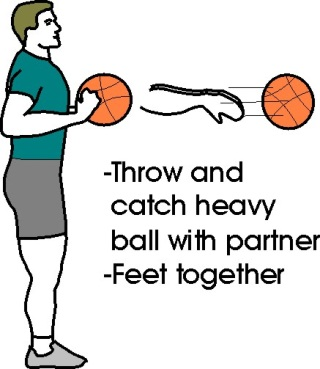 -Throw and
catch heavy
ball with partner
-Feet together